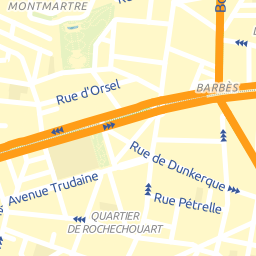 MONTMARTRE
Rue d'Orsel
BARBÈS
Rue de Dunkerque
Avenue Trudaine
Rue Pétrelle
QUARTIER
DE ROCHECHOUART